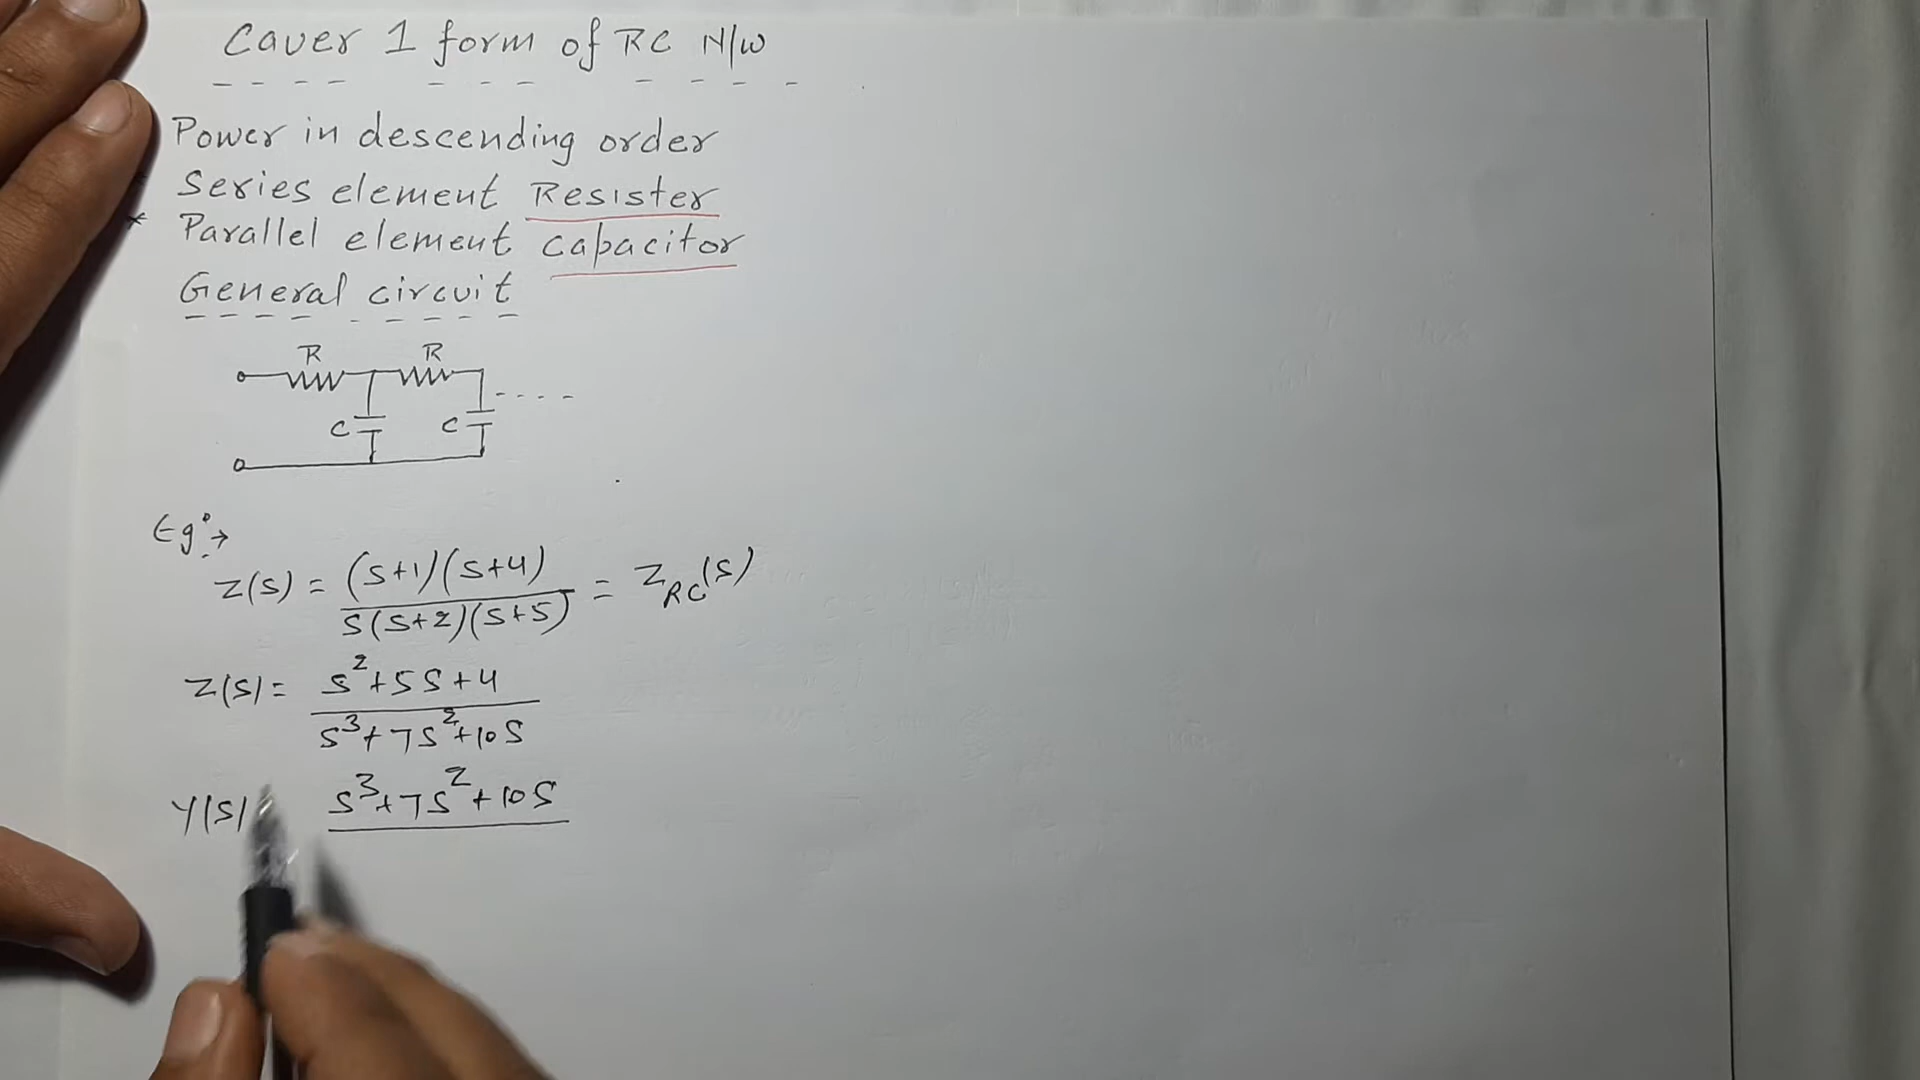 Cauer 1 form of RC N/W
Power in descending order
Series element Resister
* Parallel element capacitor
General circuit
R R
C C
Eg:→
Z(S) = (S+1)(S+4) / S(S+2)(S+5) = Z_RC(S)
Z(S) = S²+5S+4 / S³+7S²+10S
Y(S) S³+7S²+10S